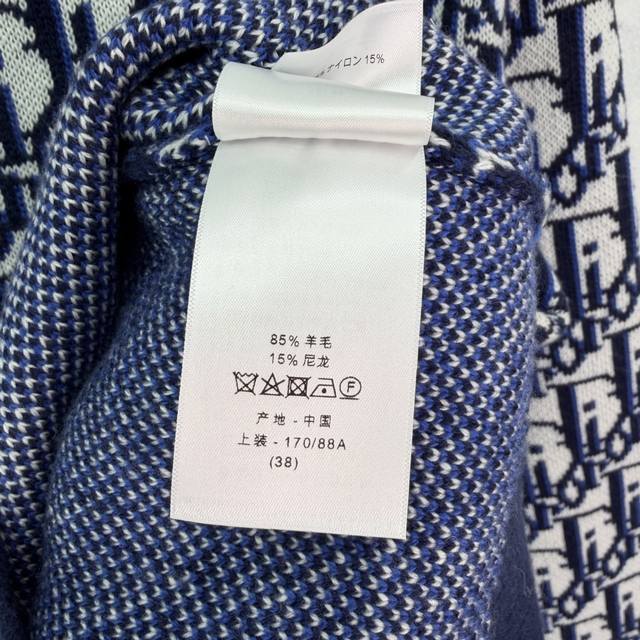 ナイロン 15%
85% 羊毛
15% 尼龙
产地 - 中国
上装 - 170/88A
(38)